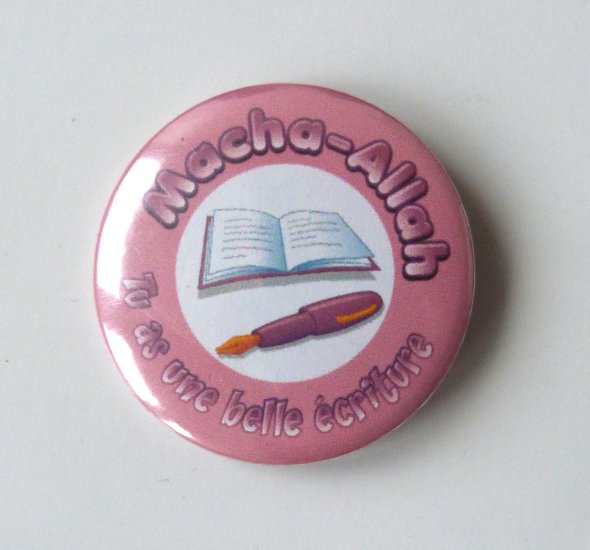 Macha-Allah
Tu as une belle écriture